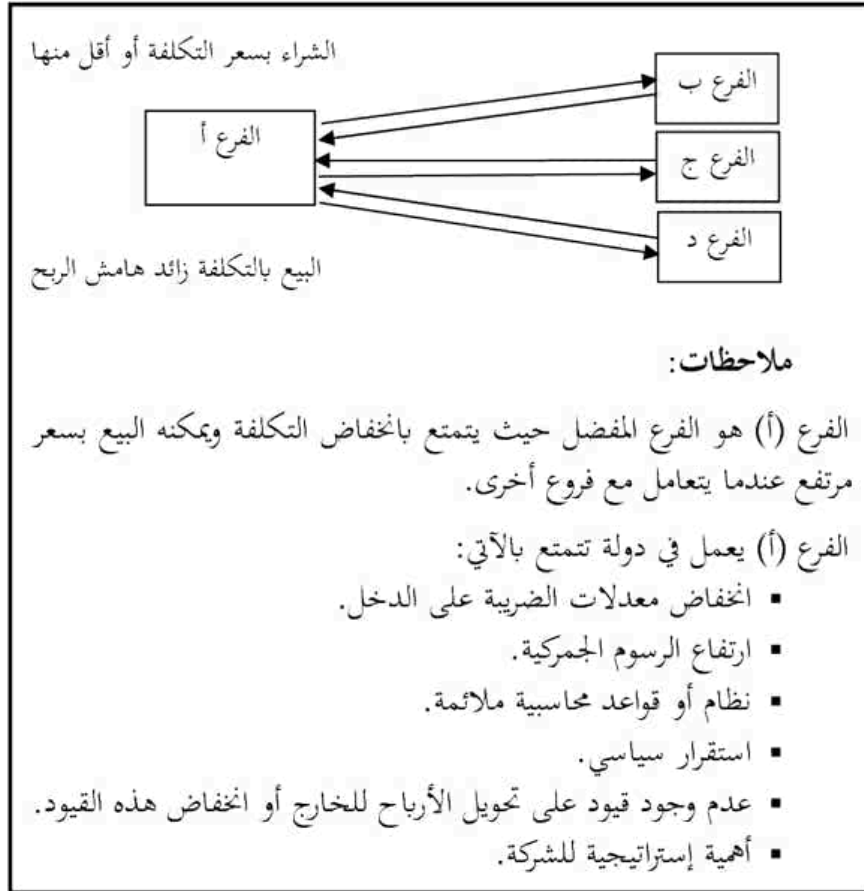 الشراء بسعر التكلفة أو أقل منها
الفرع ب
الفرع أ
الفرع ج
الفرع د
البيع بالتكلفة زائد هامش الربح
ملاحظات:
الفرع (أ) هو الفرع المفضل حيث يتمتع بانخفاض التكلفة ويمكنه البيع بسعر
مرتفع عندما يتعامل مع فروع أخرى.
الفرع (أ) يعمل في دولة تتمتع بالآتي:
▪ انخفاض معدلات الضريبة على الدخل.
▪ ارتفاع الرسوم الجمركية.
▪ نظام أو قواعد محاسبية ملائمة.
▪ استقرار سياسي.
▪ عدم وجود قيود على تحويل الأرباح للخارج أو انخفاض هذه القيود.
▪ أهمية إستراتيجية للشركة.